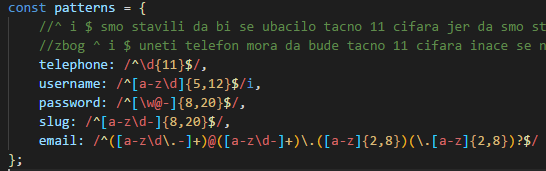 const patterns = {
//^ i $ smo stavili da bi se ubacilo tacno 11 cifara jer da smo st
//zbog ^ i $ uneti telefon mora da bude tacno 11 cifara inace se n
telephone: /^\d{11}$/,
username: /^[a-z\d]{5,12}$/i,
password: /^[\w@-]{8,20}$/,
slug: /^[a-z\d-]{8,20}$/,
email: /^([a-z\d\.-]+)@([a-z\d-]+)\.([a-z]{2,8})(\.[a-z]{2,8})?$/
};